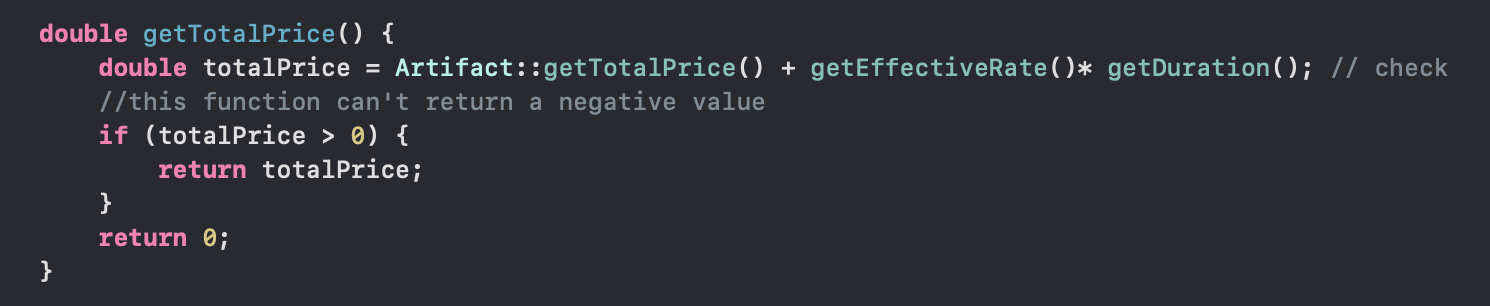 double getTotalPrice() {
    double totalPrice = Artifact::getTotalPrice() + getEffectiveRate()* getDuration(); // check
    //this function can't return a negative value
    if (totalPrice > 0) {
        return totalPrice;
    }
    return 0;
}